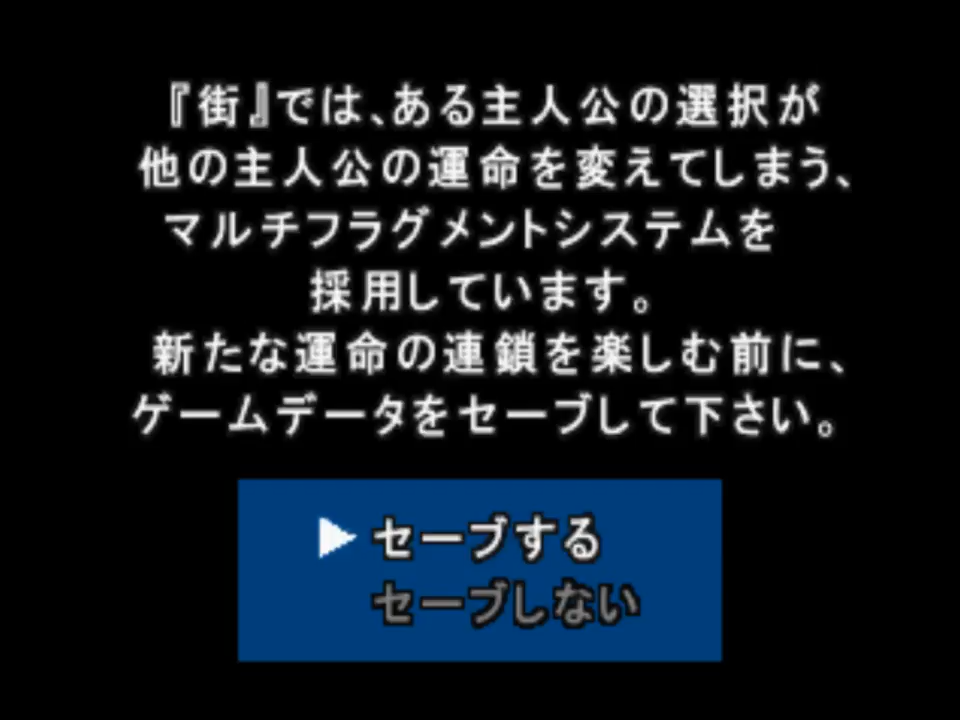 『街』では、ある主人公の選択が
他の主人公の運命を変えてしまう、
マルチフラグメントシステムを
採用しています。
新たな運命の連鎖を楽しむ前に、
ゲームデータをセーブして下さい。
▶セーブする
セーブしない